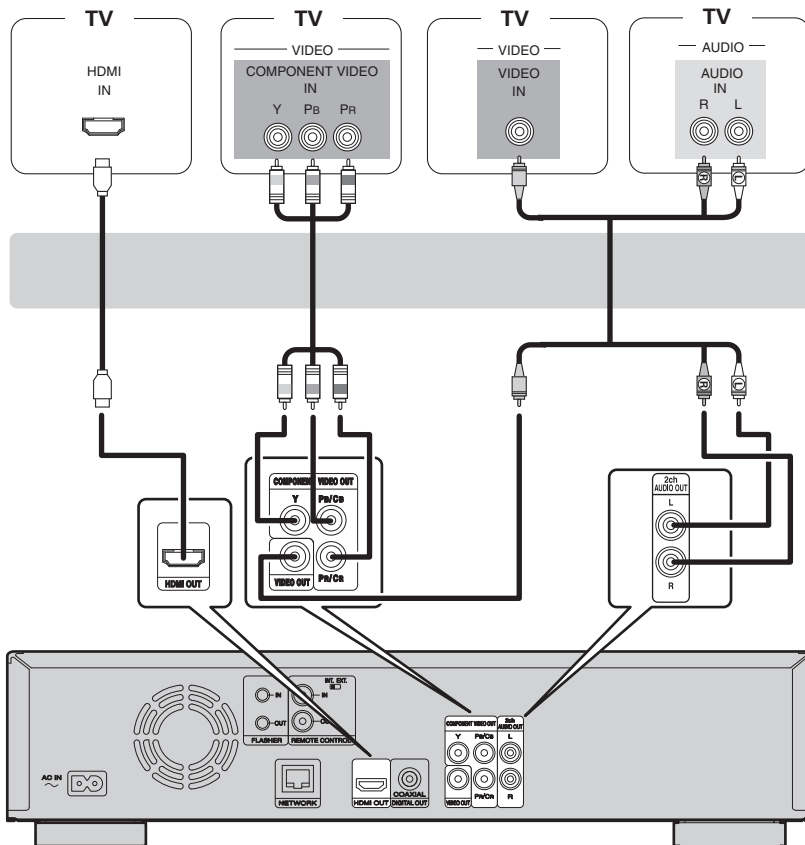 TV
TV
TV
TV
HDMI
IN
VIDEO
COMPONENT VIDEO
IN
Y PB PR
VIDEO
VIDEO
IN
AUDIO
AUDIO
IN
R L
R L
R L
COMPONENT VIDEO OUT
Y PB/CB
VIDEO OUT PR/CR
HDMI OUT
2ch
AUDIO OUT
L
R
AC IN
IN
OUT
FLASHER
INT. EXT.
IN
OUT
REMOTE CONTROL
NETWORK
HDMI OUT
COAXIAL
DIGITAL OUT
COMPONENT VIDEO OUT
Y PB/CB
VIDEO OUT PR/CR
2ch
AUDIO OUT
L
R